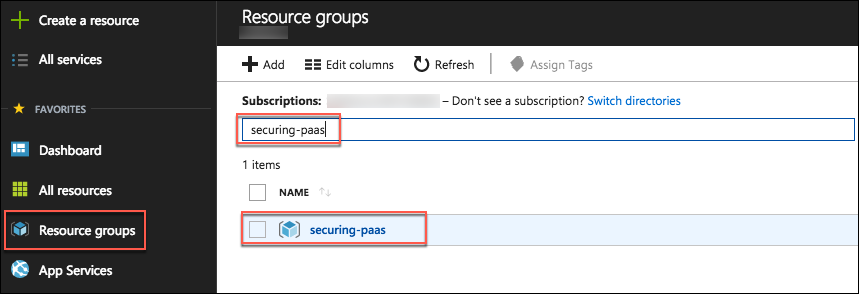 Create a resource
All services
FAVORITES
Dashboard
All resources
Resource groups
App Services
Resource groups
Add Edit columns Refresh Assign Tags
Subscriptions: – Don't see a subscription? Switch directories
securing-paas
1 items
NAME
securing-paas